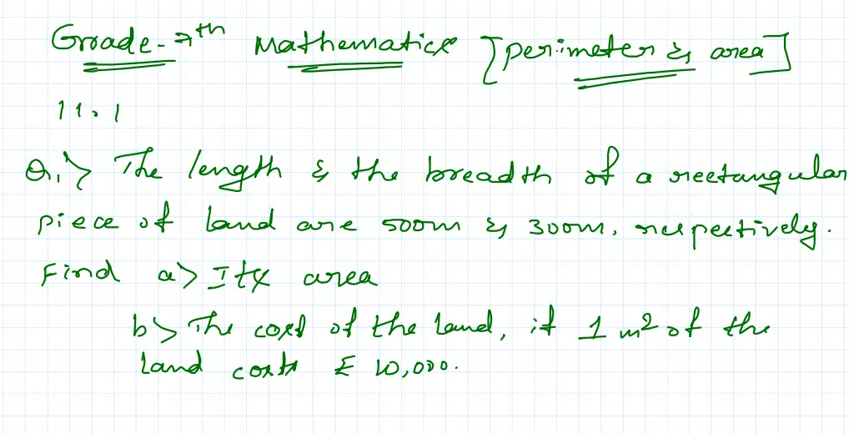 Grade-7th Mathematics [perimeter & area]
11.1
Q.1> The length & the breadth of a rectangular
piece of land are 500m & 300m, respectively.
Find a> Its area
b> The cost of the land, if 1 m² of the
land costs ₹ 10,000.